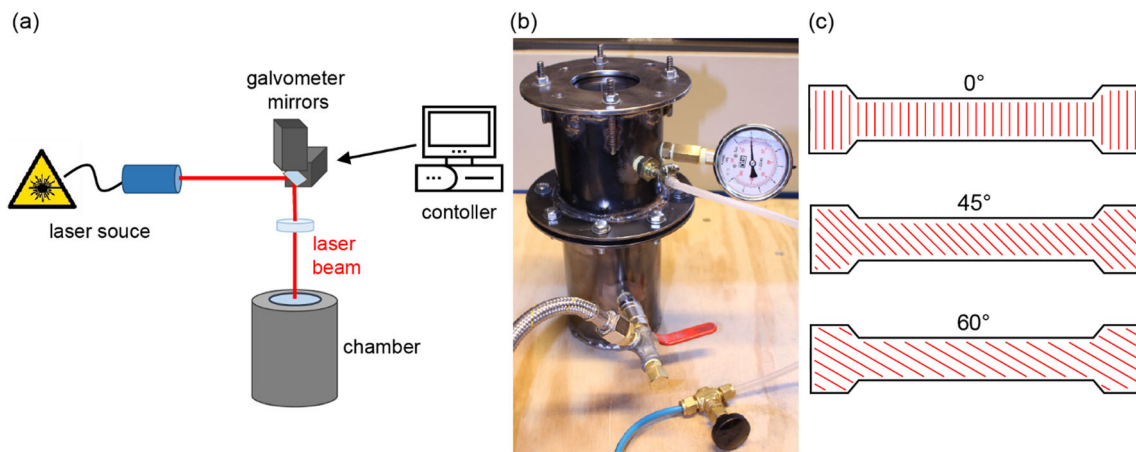 (a)
galvometer
mirrors
laser souce
contoller
laser
beam
chamber
(b)
(c)
0°
45°
60°